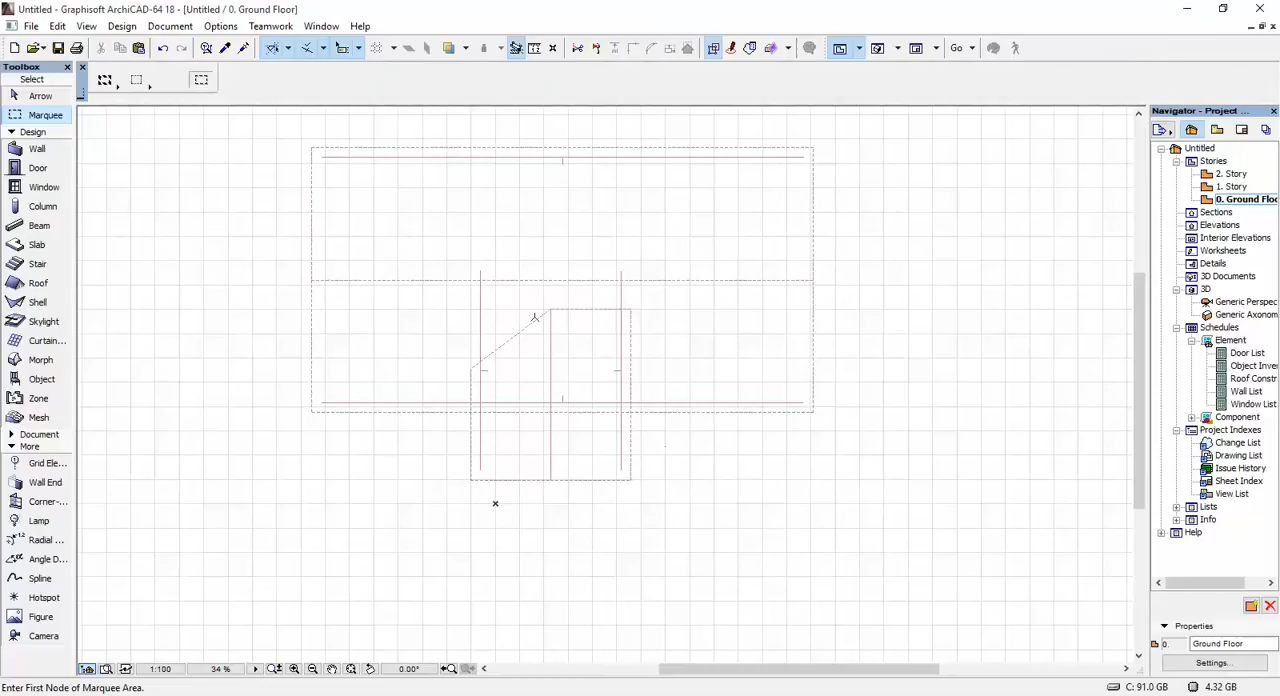 Untitled - Graphisoft ArchiCAD-64 18 - [Untitled / 0. Ground Floor]
File Edit View Design Document Options Teamwork Window Help
Go
Toolbox
Select
Arrow
Marquee
Design
Wall
Door
Window
Column
Beam
Slab
Stair
Roof
Shell
Skylight
Curtain...
Morph
Object
Zone
Mesh
Document
More
Grid Ele...
Wall End
Corner-...
Lamp
Radial ...
Angle D...
Spline
Hotspot
Figure
Camera
Navigator - Project ...
Untitled
Stories
2. Story
1. Story
0. Ground Floo
Sections
Elevations
Interior Elevations
Worksheets
Details
3D Documents
3D
Generic Perspec
Generic Axonom
Schedules
Element
Door List
Object Inve
Roof Constr
Wall List
Window List
Component
Project Indexes
Change List
Drawing List
Issue History
Sheet Index
View List
Lists
Info
Help
Properties
0. Ground Floor
Settings...
1:100 34 % 0.00°
Enter First Node of Marquee Area.
C: 91.0 GB 4.32 GB